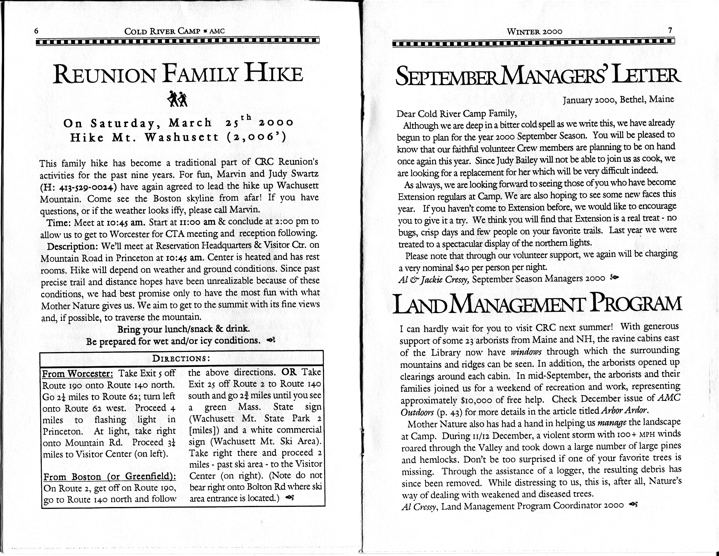 6
COLD RIVER CAMP ▪ AMC
REUNION FAMILY HIKE
On Saturday, March 25th 2000
Hike Mt. Washusett (2,006')
This family hike has become a traditional part of CRC Reunion's
activities for the past nine years. For fun, Marvin and Judy Swartz
(H: 413-529-0024) have again agreed to lead the hike up Wachusett
Mountain. Come see the Boston skyline from afar! If you have
questions, or if the weather looks iffy, please call Marvin.
Time: Meet at 10:45 am. Start at 11:00 am & conclude at 2:00 pm to
allow us to get to Worcester for CTA meeting and reception following.
Description: We'll meet at Reservation Headquarters & Visitor Ctr. on
Mountain Road in Princeton at 10:45 am. Center is heated and has rest
rooms. Hike will depend on weather and ground conditions. Since past
precise trail and distance hopes have been unrealizable because of these
conditions, we had best promise only to have the most fun with what
Mother Nature gives us. We aim to get to the summit with its fine views
and, if possible, to traverse the mountain.
Bring your lunch/snack & drink.
Be prepared for wet and/or icy conditions.
DIRECTIONS:
From Worcester: Take Exit 5 off
Route 190 onto Route 140 north.
Go 2¼ miles to Route 62; turn left
onto Route 62 west. Proceed 4
miles to flashing light in
Princeton. At light, take right
onto Mountain Rd. Proceed 3¼
miles to Visitor Center (on left).
From Boston (or Greenfield):
On Route 2, get off on Route 190,
go to Route 140 north and follow
the above directions. OR Take
Exit 25 off Route 2 to Route 140
south and go 2¾ miles until you see
a green Mass. State sign
(Wachusett Mt. State Park 2
[miles]) and a white commercial
sign (Wachusett Mt. Ski Area).
Take right there and proceed 2
miles - past ski area - to the Visitor
Center (on right). (Note do not
bear right onto Bolton Rd where ski
area entrance is located.)
WINTER 2000
7
SEPTEMBER MANAGERS' LETTER
January 2000, Bethel, Maine
Dear Cold River Camp Family,
Although we are deep in a bitter cold spell as we write this, we have already
begun to plan for the year 2000 September Season. You will be pleased to
know that our faithful volunteer Crew members are planning to be on hand
once again this year. Since Judy Bailey will not be able to join us as cook, we
are looking for a replacement for her which will be very difficult indeed.
As always, we are looking forward to seeing those of you who have become
Extension regulars at Camp. We are also hoping to see some new faces this
year. If you haven't come to Extension before, we would like to encourage
you to give it a try. We think you will find that Extension is a real treat - no
bugs, crisp days and few people on your favorite trails. Last year we were
treated to a spectacular display of the northern lights.
Please note that through our volunteer support, we again will be charging
a very nominal $40 per person per night.
Al & Jackie Cressy, September Season Managers 2000
LAND MANAGEMENT PROGRAM
I can hardly wait for you to visit CRC next summer! With generous
support of some 23 arborists from Maine and NH, the ravine cabins east
of the Library now have windows through which the surrounding
mountains and ridges can be seen. In addition, the arborists opened up
clearings around each cabin. In mid-September, the arborists and their
families joined us for a weekend of recreation and work, representing
approximately $10,000 of free help. Check December issue of AMC
Outdoors (p. 43) for more details in the article titled Arbor Ardor.
Mother Nature also has had a hand in helping us manage the landscape
at Camp. During 11/12 December, a violent storm with 100+ MPH winds
roared through the Valley and took down a large number of large pines
and hemlocks. Don't be too surprised if one of your favorite trees is
missing. Through the assistance of a logger, the resulting debris has
since been removed. While distressing to us, this is, after all, Nature's
way of dealing with weakened and diseased trees.
Al Cressy, Land Management Program Coordinator 2000